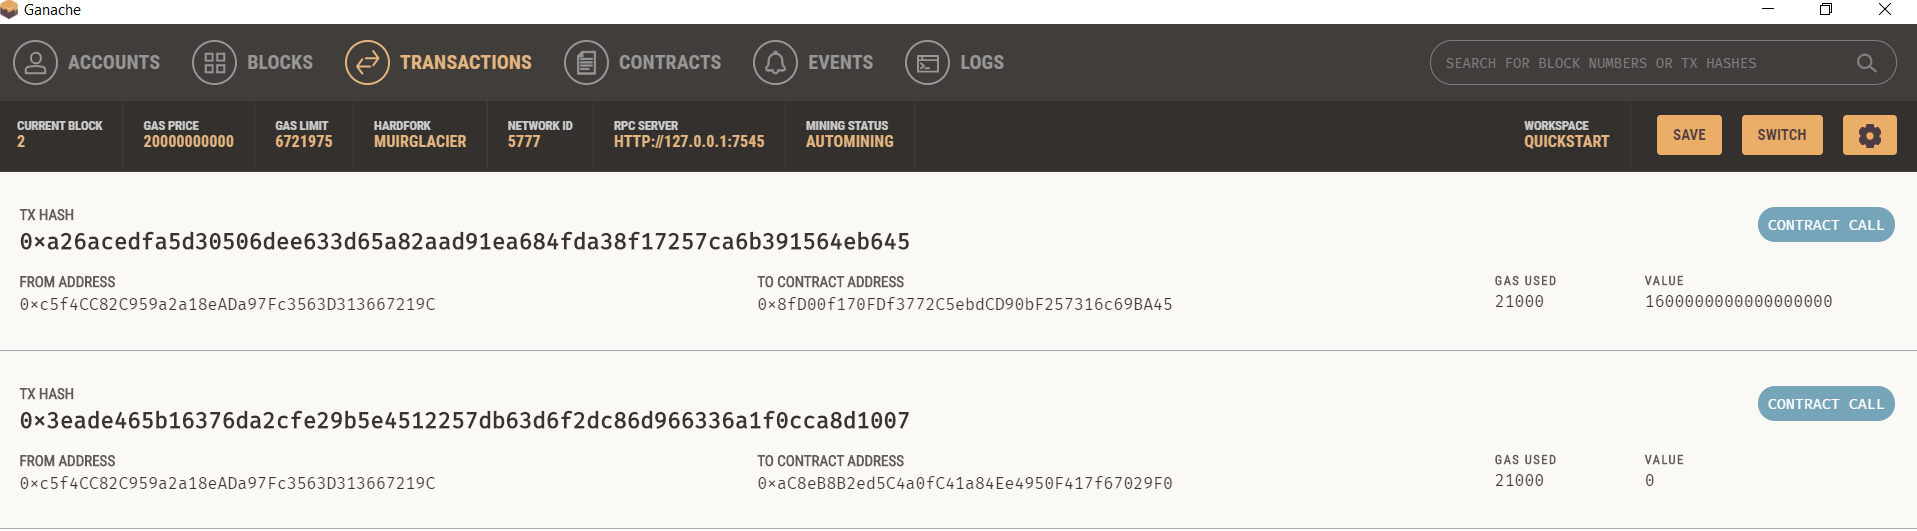 Ganache
ACCOUNTS BLOCKS TRANSACTIONS CONTRACTS EVENTS LOGS SEARCH FOR BLOCK NUMBERS OR TX HASHES
CURRENT BLOCK GAS PRICE GAS LIMIT HARDFORK NETWORK ID RPC SERVER MINING STATUS WORKSPACE
2 20000000000 6721975 MUIRGLACIER 5777 HTTP://127.0.0.1:7545 AUTOMINING QUICKSTART SAVE SWITCH
TX HASH
0xa26acedfa5d30506dee633d65a82aad91ea684fda38f17257ca6b391564eb645 CONTRACT CALL
FROM ADDRESS TO CONTRACT ADDRESS GAS USED VALUE
0xc5f4CC82C959a2a18eADa97Fc3563D313667219C 0x8fD00f170FDf3772C5ebdCD90bF257316c69BA45 21000 1600000000000000000
TX HASH
0x3eade465b16376da2cfe29b5e4512257db63d6f2dc86d966336a1f0cca8d1007 CONTRACT CALL
FROM ADDRESS TO CONTRACT ADDRESS GAS USED VALUE
0xc5f4CC82C959a2a18eADa97Fc3563D313667219C 0xaC8eB8B2ed5C4a0fC41a84Ee4950F417f67029F0 21000 0